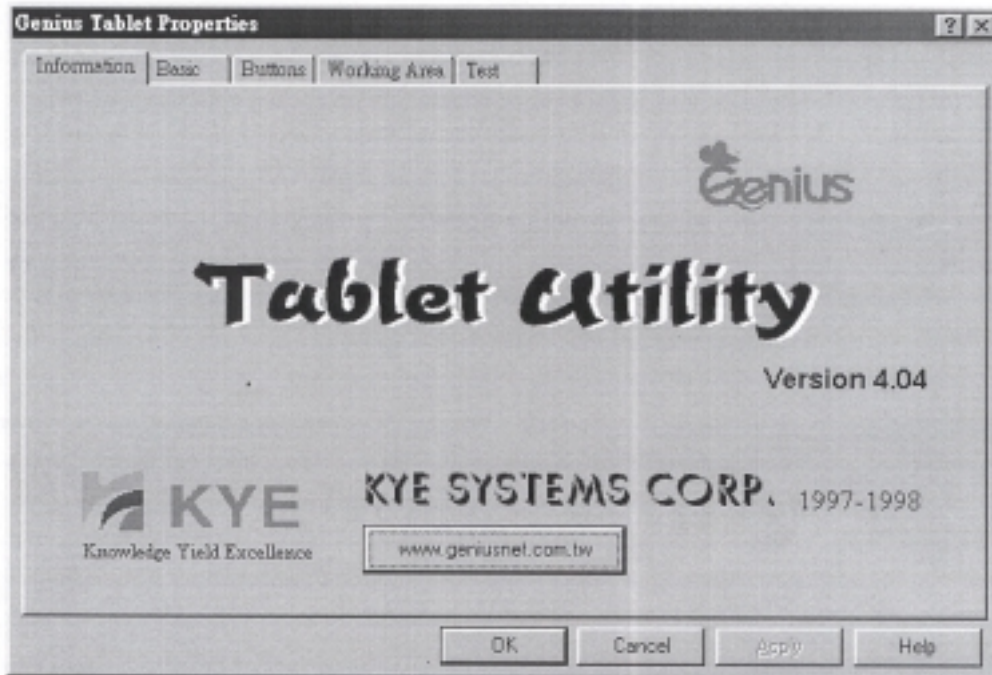 Genius Tablet Properties
Information Basic Buttons Working Area Test
Genius
Tablet Utility
Version 4.04
KYE
KYE SYSTEMS CORP. 1997-1998
Knowledge Yield Excellence
www.geniusnet.com.tw
OK Cancel Apply Help